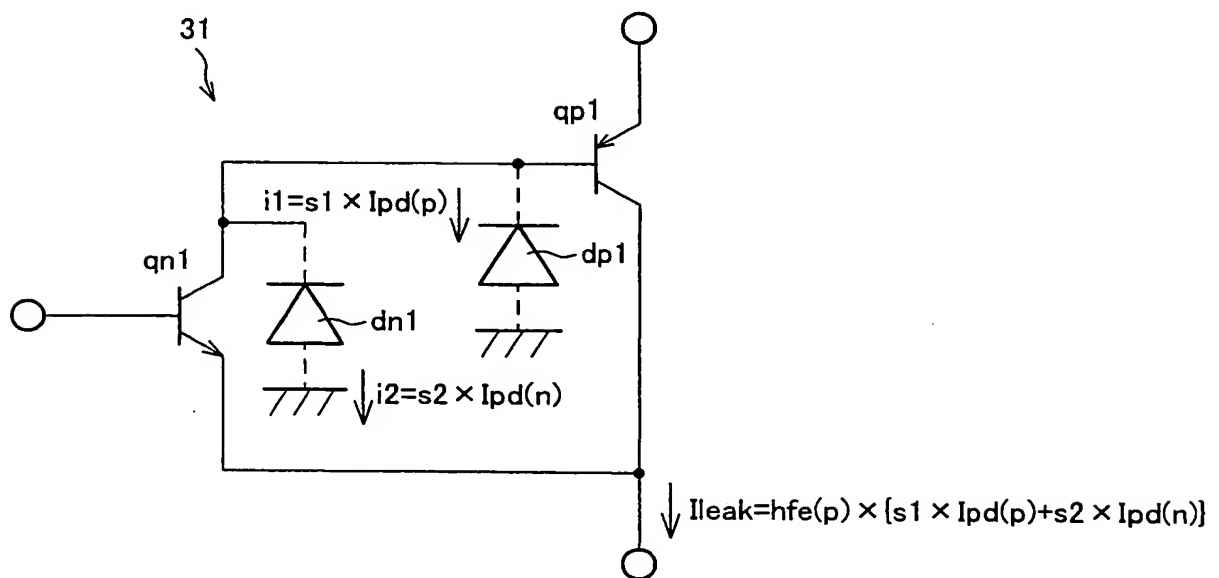 31
qp1
i1=s1×Ipd(p)
dp1
qn1
dn1
i2=s2×Ipd(n)
Ileak=hfe(p)×{s1×Ipd(p)+s2×Ipd(n)}